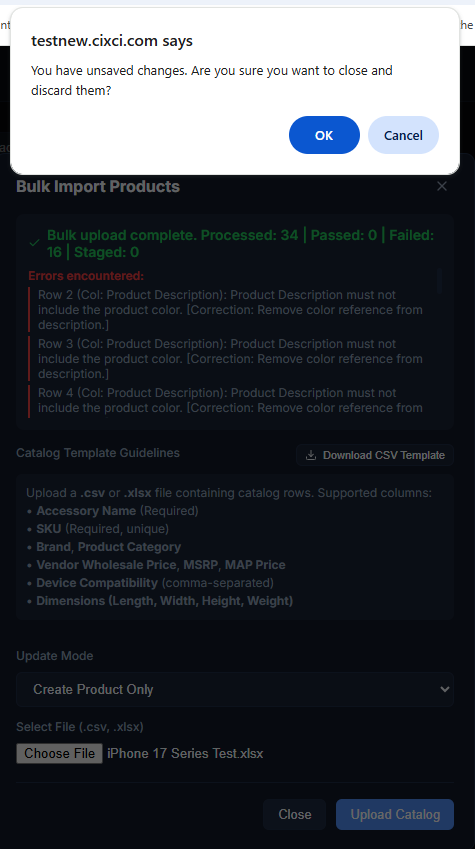 nt
he
testnew.cixci.com says
You have unsaved changes. Are you sure you want to close and
discard them?
OK
Cancel
ac
Bulk Import Products
Bulk upload complete. Processed: 34 | Passed: 0 | Failed:
16 | Staged: 0
Errors encountered:
Row 2 (Col: Product Description): Product Description must not
include the product color. [Correction: Remove color reference from
description.]
Row 3 (Col: Product Description): Product Description must not
include the product color. [Correction: Remove color reference from
description.]
Row 4 (Col: Product Description): Product Description must not
include the product color. [Correction: Remove color reference from
Catalog Template Guidelines
Download CSV Template
Upload a .csv or .xlsx file containing catalog rows. Supported columns:
• Accessory Name (Required)
• SKU (Required, unique)
• Brand, Product Category
• Vendor Wholesale Price, MSRP, MAP Price
• Device Compatibility (comma-separated)
• Dimensions (Length, Width, Height, Weight)
Update Mode
Create Product Only
Select File (.csv, .xlsx)
Choose File iPhone 17 Series Test.xlsx
Close
Upload Catalog